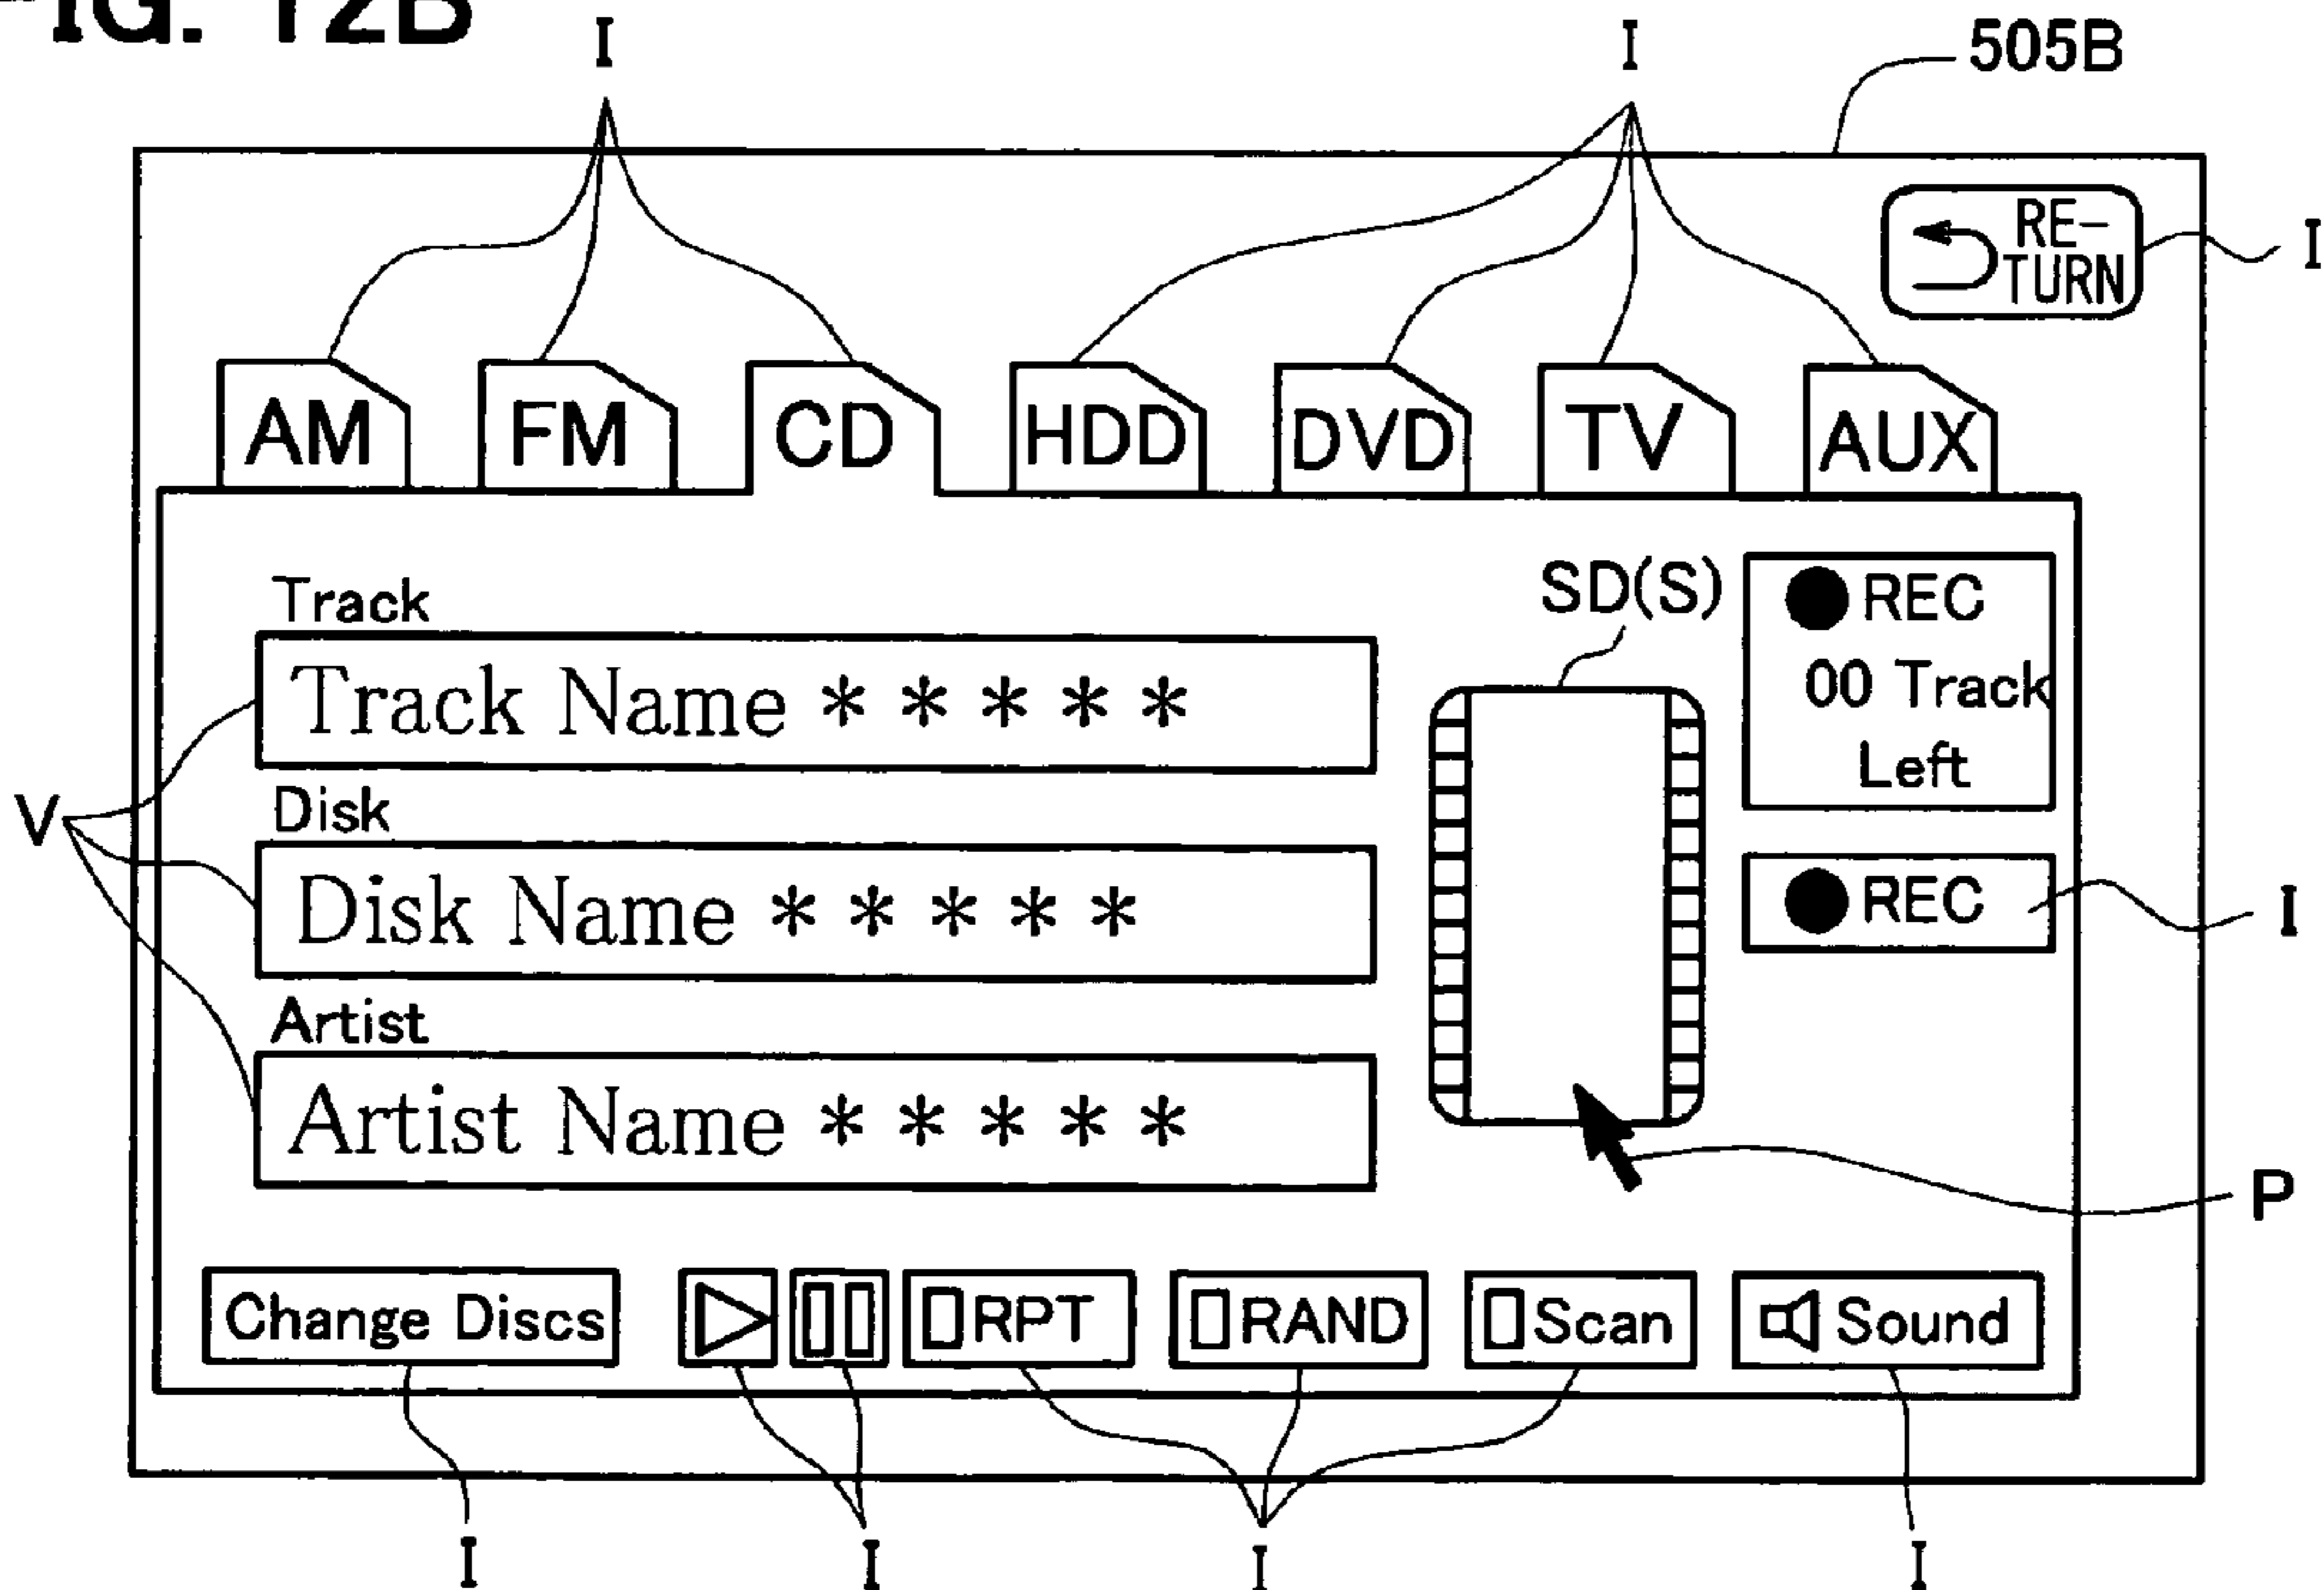 FIG. 12B
I
I
505B
RE-
TURN
I
AM FM CD HDD DVD TV AUX
SD(S)
REC
00 Track
Left
Track
Track Name * * * * *
V
Disk
Disk Name * * * * *
REC
I
Artist
Artist Name * * * * *
P
Change Discs RPT RAND Scan Sound
I I I I